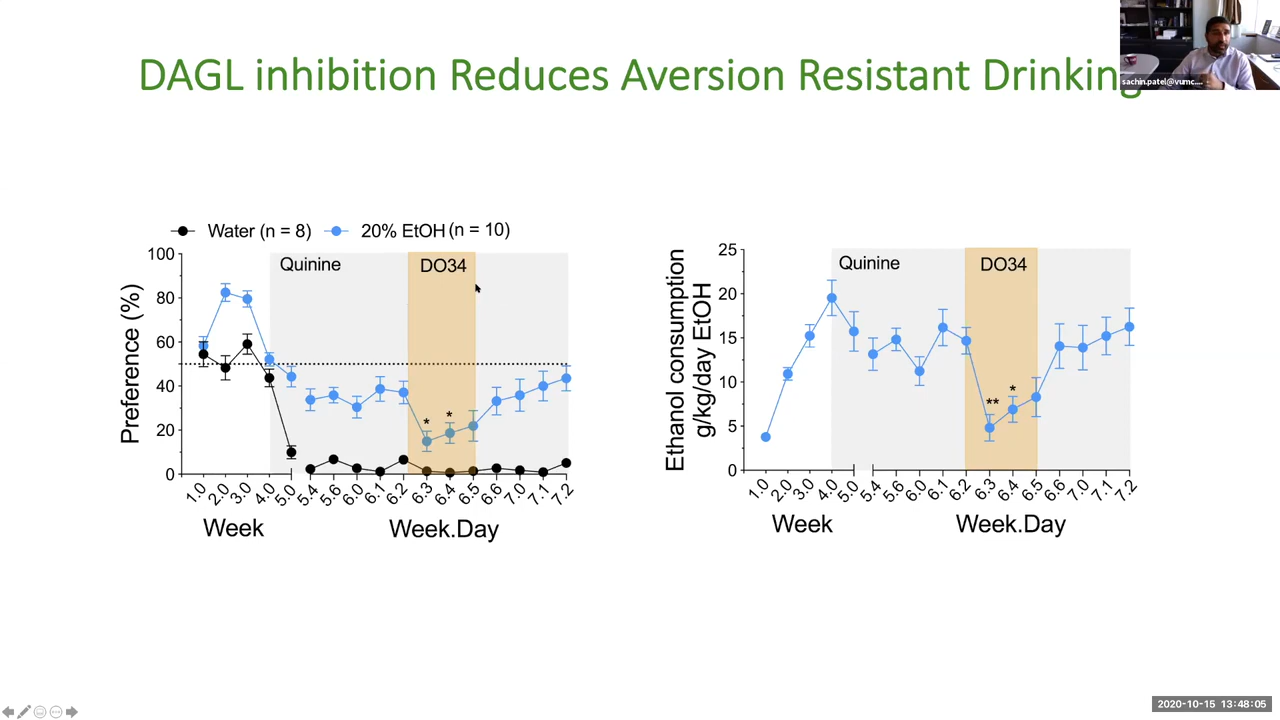 DAGL inhibition Reduces Aversion Resistant Drinking
sachin.patel@vumc....
Water (n = 8) 20% EtOH (n = 10)
Preference (%)
100
80
60
40
20
0
Quinine
DO34
*
*
1.0 2.0 3.0 4.0 5.0 5.4 5.6 6.0 6.1 6.2 6.3 6.4 6.5 6.6 7.0 7.1 7.2
Week Week.Day
Ethanol consumption
g/kg/day EtOH
25
20
15
10
5
0
Quinine
DO34
**
*
1.0 2.0 3.0 4.0 5.0 5.4 5.6 6.0 6.1 6.2 6.3 6.4 6.5 6.6 7.0 7.1 7.2
Week Week.Day
2020-10-15 13:48:05